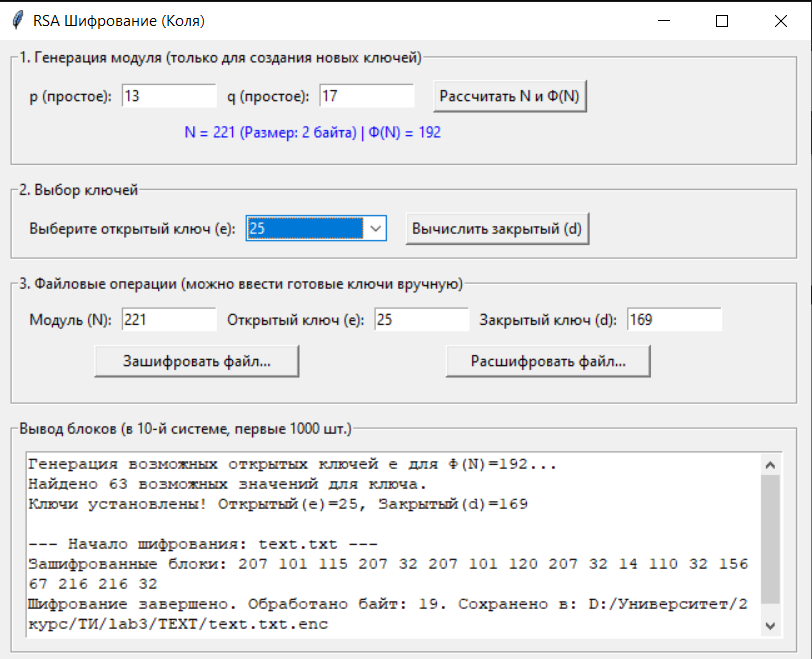 RSA Шифрование (Коля)
1. Генерация модуля (только для создания новых ключей)
p (простое): 13 q (простое): 17 Рассчитать N и Φ(N)
N = 221 (Размер: 2 байта) | Φ(N) = 192
2. Выбор ключей
Выберите открытый ключ (e): 25 Вычислить закрытый (d)
3. Файловые операции (можно ввести готовые ключи вручную)
Модуль (N): 221 Открытый ключ (e): 25 Закрытый ключ (d): 169
Зашифровать файл... Расшифровать файл...
Вывод блоков (в 10-й системе, первые 1000 шт.)
Генерация возможных открытых ключей e для Φ(N)=192...
Найдено 63 возможных значений для ключа.
Ключи установлены! Открытый(e)=25, Закрытый(d)=169
--- Начало шифрования: text.txt ---
Зашифрованные блоки: 207 101 115 207 32 207 101 120 207 32 14 110 32 156
67 216 216 32
Шифрование завершено. Обработано байт: 19. Сохранено в: D:/Университет/2
курс/ТИ/lab3/TEXT/text.txt.enc